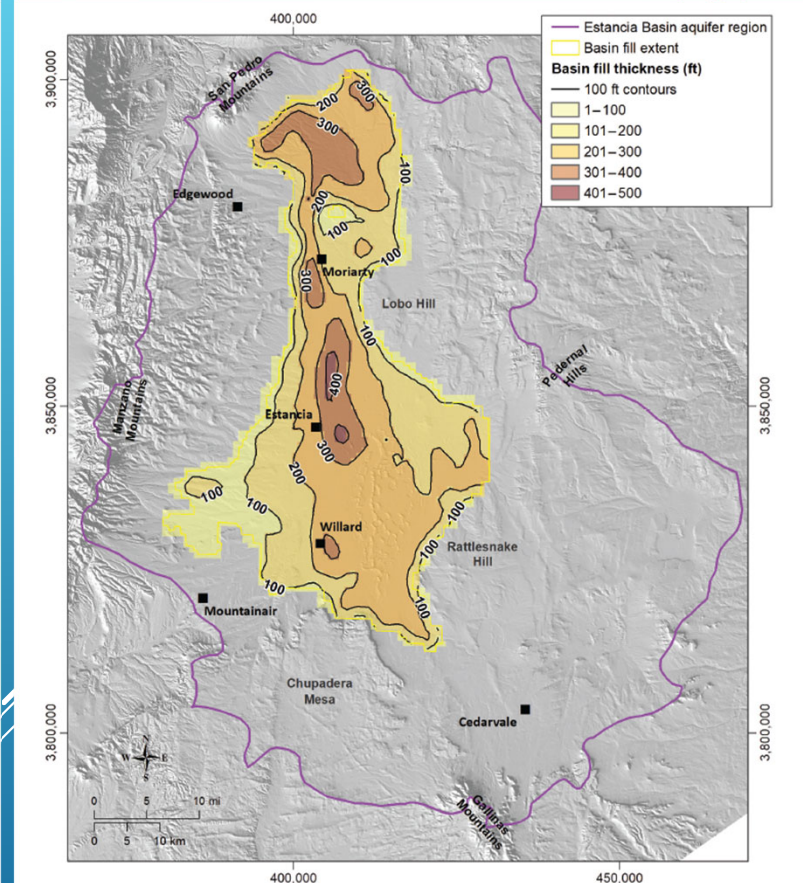 400,000
Estancia Basin aquifer region
Basin fill extent
Basin fill thickness (ft)
100 ft contours
1–100
101–200
201–300
301–400
401–500
3,900,000
San Pedro
Mountains
200
300
300
100
Edgewood
200
100
100
Moriarty
300
Lobo Hill
100
Pedernal
Hills
Manzano
Mountains
3,850,000
3,850,000
400
Estancia
300
200
100
100
100
Willard
100
Rattlesnake
Hill
100
100
Mountainair
Chupadera
Mesa
Cedarvale
3,800,000
3,800,000
N
W E
S
0 5 10 mi
0 5 10 km
Gallinas
Mountains
400,000
450,000